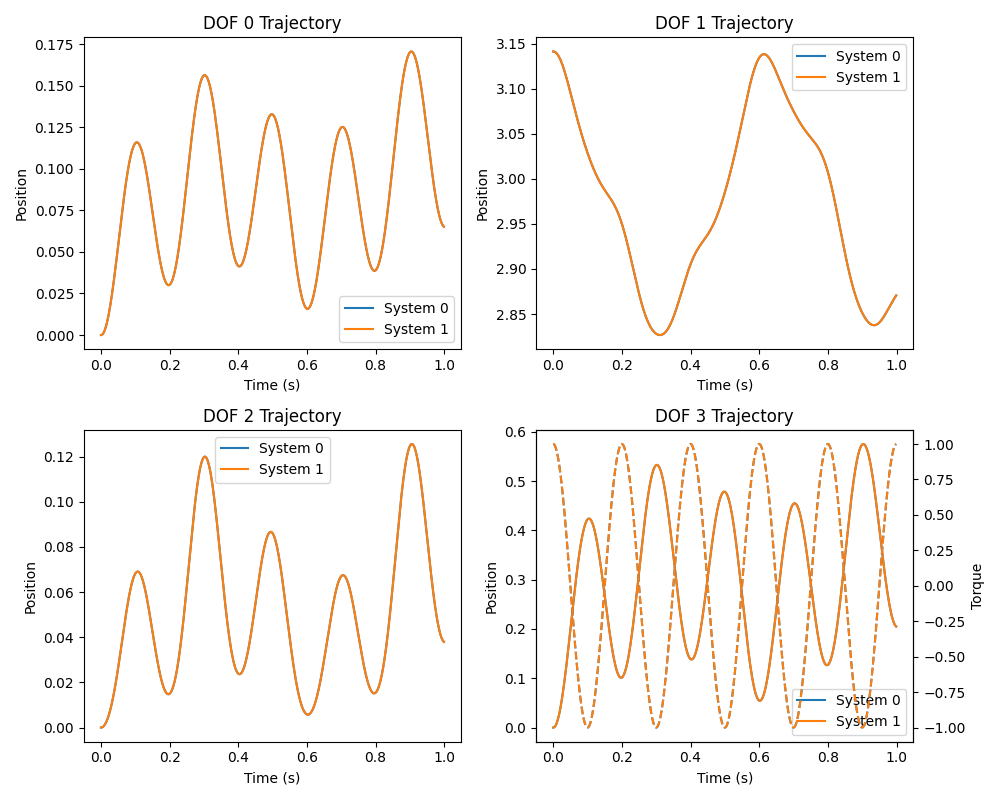 DOF 0 Trajectory
0.175
0.150
0.125
0.100
0.075
0.050
0.025
0.000
Position
System 0
System 1
0.0 0.2 0.4 0.6 0.8 1.0
Time (s)
DOF 1 Trajectory
3.15
3.10
3.05
3.00
2.95
2.90
2.85
Position
System 0
System 1
0.0 0.2 0.4 0.6 0.8 1.0
Time (s)
DOF 2 Trajectory
0.12
0.10
0.08
0.06
0.04
0.02
0.00
Position
System 0
System 1
0.0 0.2 0.4 0.6 0.8 1.0
Time (s)
DOF 3 Trajectory
0.6
0.5
0.4
0.3
0.2
0.1
0.0
Position
System 0
System 1
1.00
0.75
0.50
0.25
0.00
−0.25
−0.50
−0.75
−1.00
Torque
0.0 0.2 0.4 0.6 0.8 1.0
Time (s)